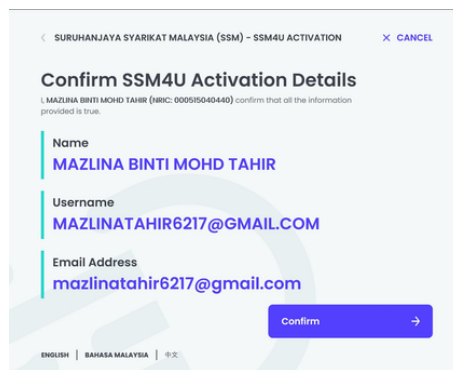 SURUHANJAYA SYARIKAT MALAYSIA (SSM) - SSM4U ACTIVATION
× CANCEL
Confirm SSM4U Activation Details
I, MAZLINA BINTI MOHD TAHIR (NRIC: 000515040440) confirm that all the information
provided is true.
Name
MAZLINA BINTI MOHD TAHIR
Username
MAZLINATAHIR6217@GMAIL.COM
Email Address
mazlinatahir6217@gmail.com
Confirm →
ENGLISH | BAHASA MALAYSIA | 中文